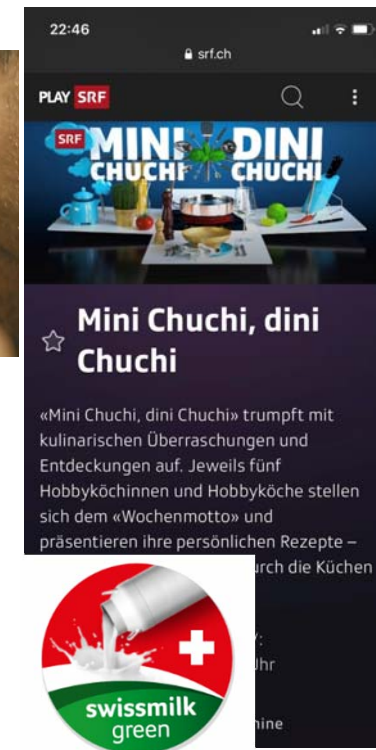 22:46
srf.ch
PLAY SRF
SRF
MINI DINI
CHUCHI CHUCHI
Mini Chuchi, dini
Chuchi
«Mini Chuchi, dini Chuchi» trumpft mit
kulinarischen Überraschungen und
Entdeckungen auf. Jeweils fünf
Hobbyköchinnen und Hobbyköche stellen
sich dem «Wochenmotto» und
präsentieren ihre persönlichen Rezepte –
durch die Küchen
Uhr
swissmilk
green